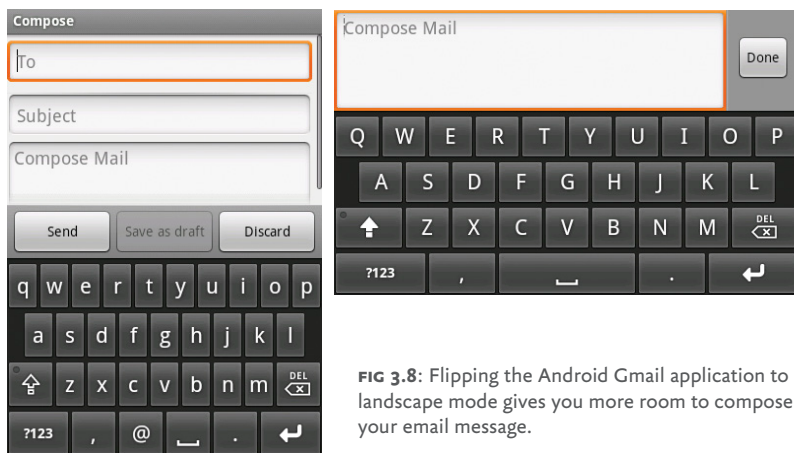 Compose
To
Subject
Compose Mail
Send Save as draft Discard
q w e r t y u i o p
a s d f g h j k l
z x c v b n m DEL
?123 , @ .
Compose Mail
Done
Q W E R T Y U I O P
A S D F G H J K L
Z X C V B N M DEL
?123 , .
FIG 3.8: Flipping the Android Gmail application to
landscape mode gives you more room to compose
your email message.